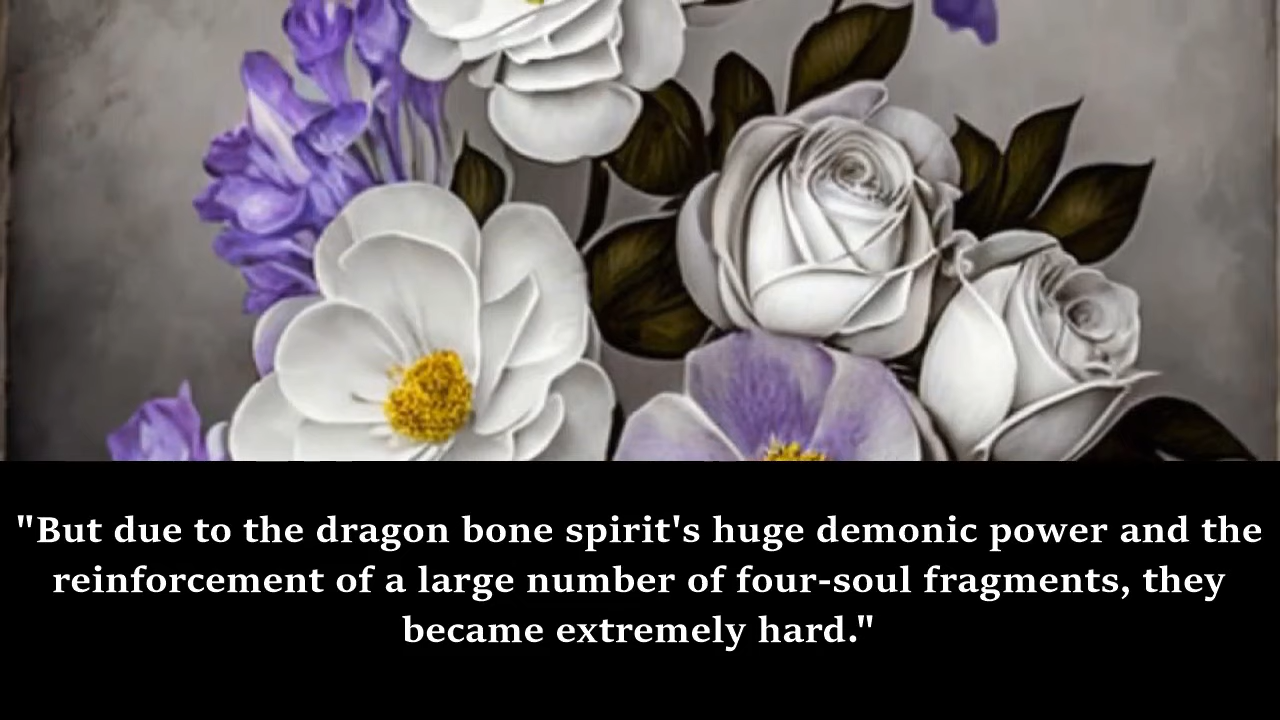 "But due to the dragon bone spirit's huge demonic power and the
reinforcement of a large number of four-soul fragments, they
became extremely hard."